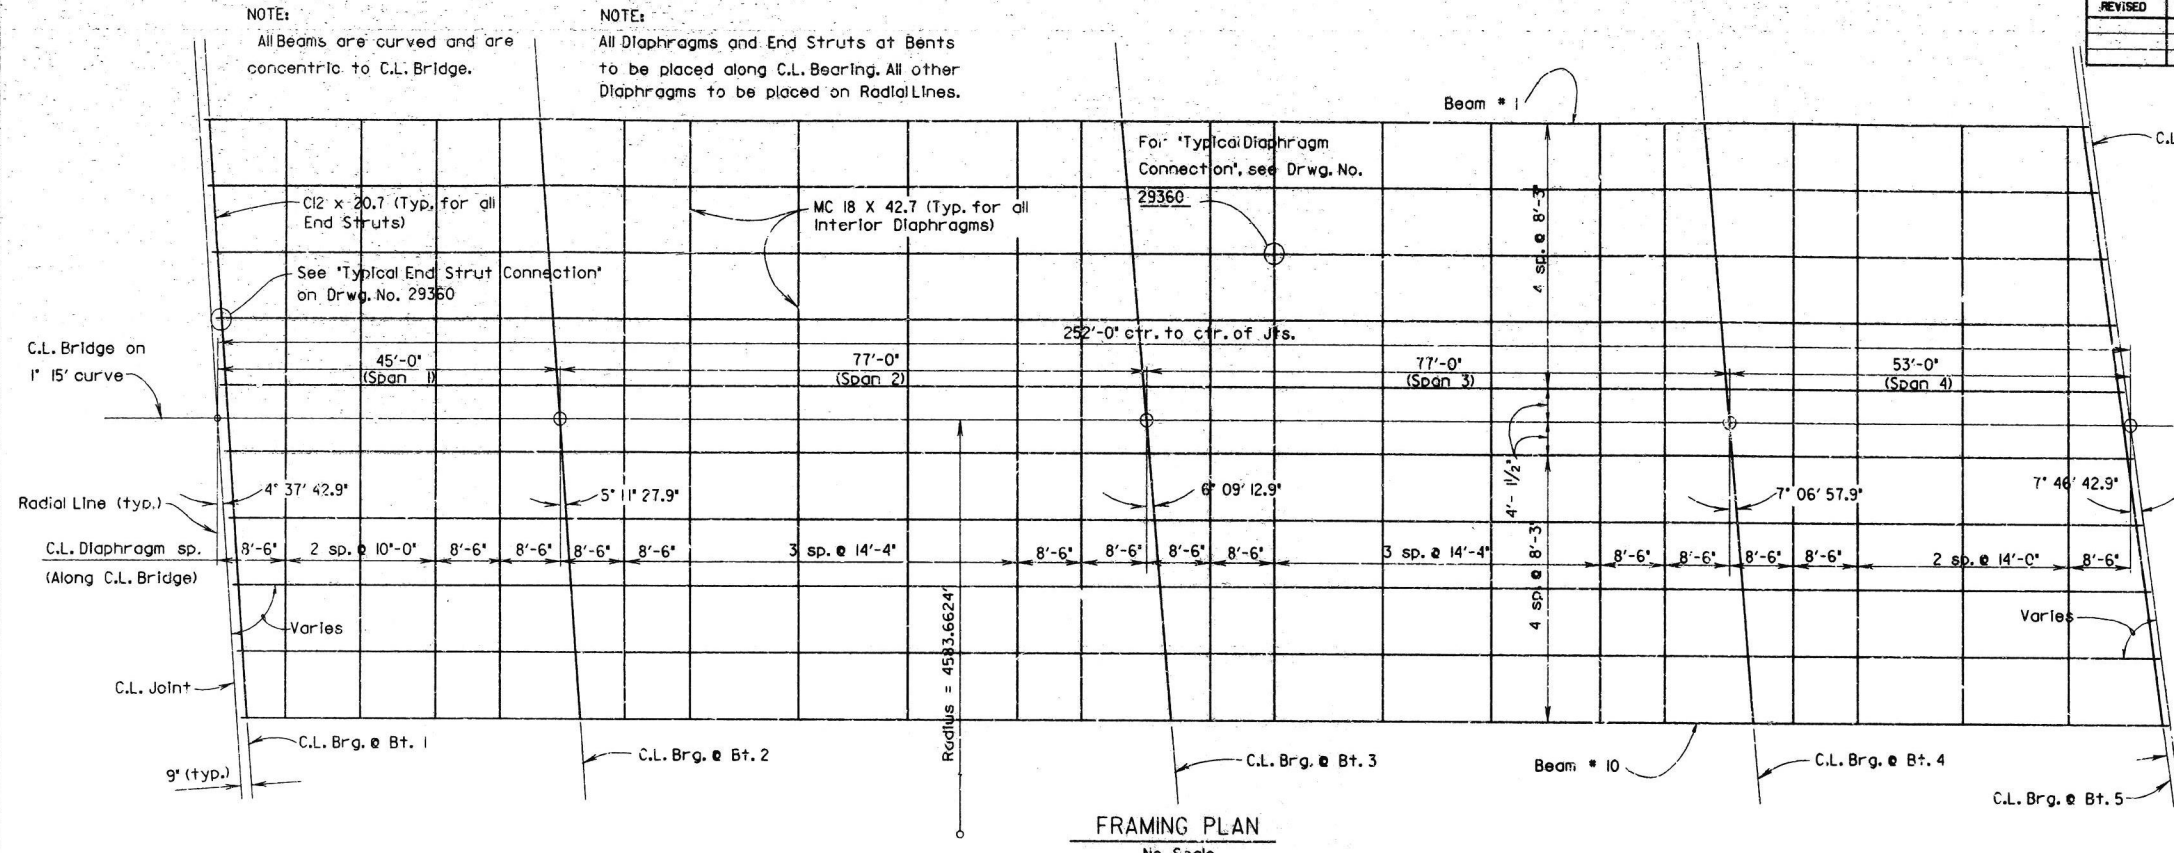 REVISED
NOTE:
All Beams are curved and are
concentric to C.L. Bridge.
NOTE:
All Diaphragms and End Struts at Bents
to be placed along C.L. Bearing. All other
Diaphragms to be placed on Radial Lines.
Beam # 1
For "Typical Diaphragm
Connection", see Drwg. No.
29360
C12 x 20.7 (Typ. for all
End Struts)
MC 18 X 42.7 (Typ. for all
Interior Diaphragms)
4 sp. @ 8'-3"
See "Typical End Strut Connection"
on Drwg. No. 29360
252'-0" ctr. to ctr. of Jts.
C.L. Bridge on
1° 15' curve
45'-0"
(Span 1)
77'-0"
(Span 2)
77'-0"
(Span 3)
53'-0"
(Span 4)
4'-1 1/2"
Radial Line (typ.)
4° 37' 42.9"
5° 11' 27.9"
6° 09' 12.9"
7° 06' 57.9"
7° 46' 42.9"
C.L. Diaphragm sp.
(Along C.L. Bridge)
8'-6" 2 sp. @ 10'-0" 8'-6" 8'-6" 8'-6" 8'-6" 3 sp. @ 14'-4" 8'-6" 8'-6" 8'-6" 8'-6" 3 sp. @ 14'-4" 8'-6" 8'-6" 8'-6" 8'-6" 2 sp. @ 14'-0" 8'-6"
4 sp. @ 8'-3"
Radius = 4583.6624'
Varies
Varies
C.L. Joint
C.L. Brg. @ Bt. 1
C.L. Brg. @ Bt. 2
C.L. Brg. @ Bt. 3
Beam # 10
C.L. Brg. @ Bt. 4
C.L. Brg. @ Bt. 5
9" (typ.)
FRAMING PLAN
No Scale